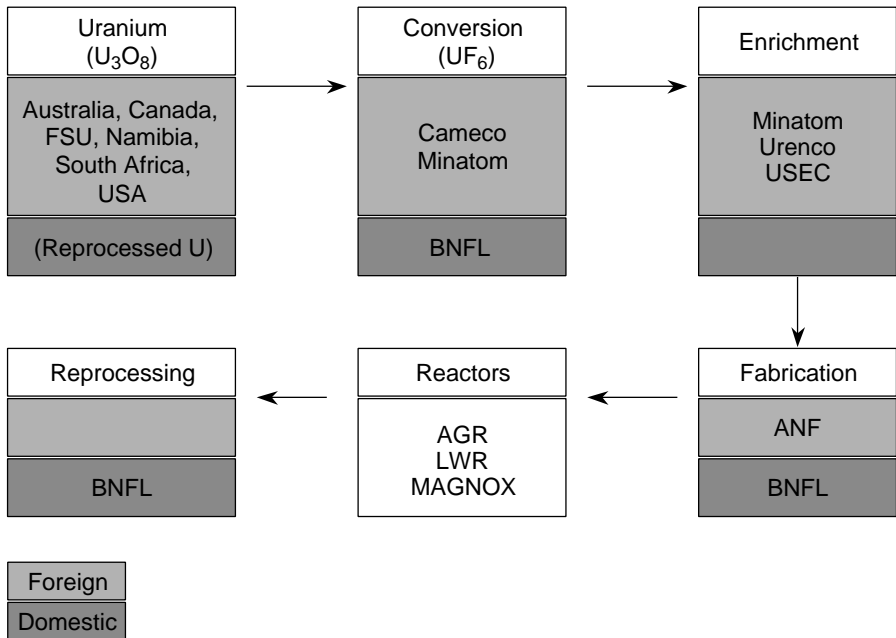 Uranium
(U₃O₈)
Australia, Canada,
FSU, Namibia,
South Africa,
USA
(Reprocessed U)
Conversion
(UF₆)
Cameco
Minatom
BNFL
Enrichment
Minatom
Urenco
USEC
Reprocessing
BNFL
Reactors
AGR
LWR
MAGNOX
Fabrication
ANF
BNFL
Foreign
Domestic